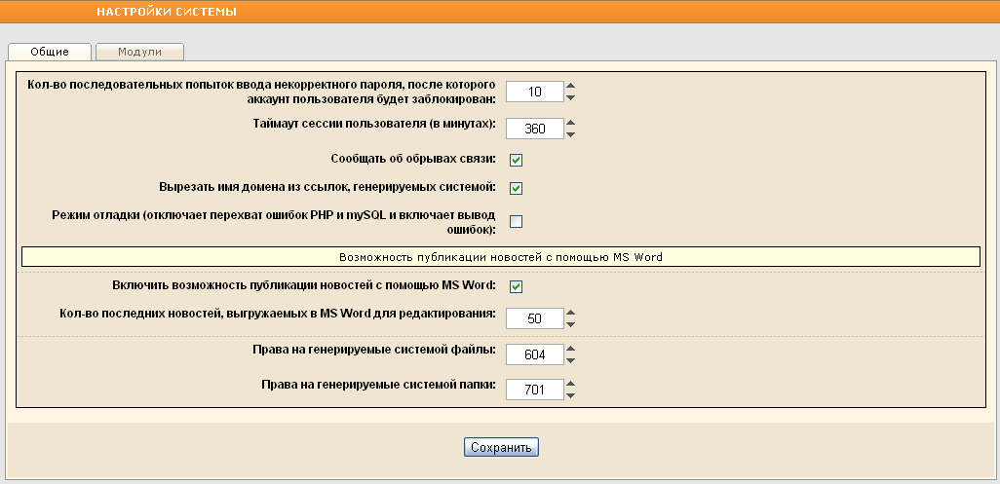 НАСТРОЙКИ СИСТЕМЫ
Общие Модули
Кол-во последовательных попыток ввода некорректного пароля, после которого
аккаунт пользователя будет заблокирован: 10
Таймаут сессии пользователя (в минутах): 360
Сообщать об обрывах связи:
Вырезать имя домена из ссылок, генерируемых системой:
Режим отладки (отключает перехват ошибок PHP и mySQL и включает вывод
ошибок):
Возможность публикации новостей с помощью MS Word
Включить возможность публикации новостей с помощью MS Word:
Кол-во последних новостей, выгружаемых в MS Word для редактирования: 50
Права на генерируемые системой файлы: 604
Права на генерируемые системой папки: 701
Сохранить